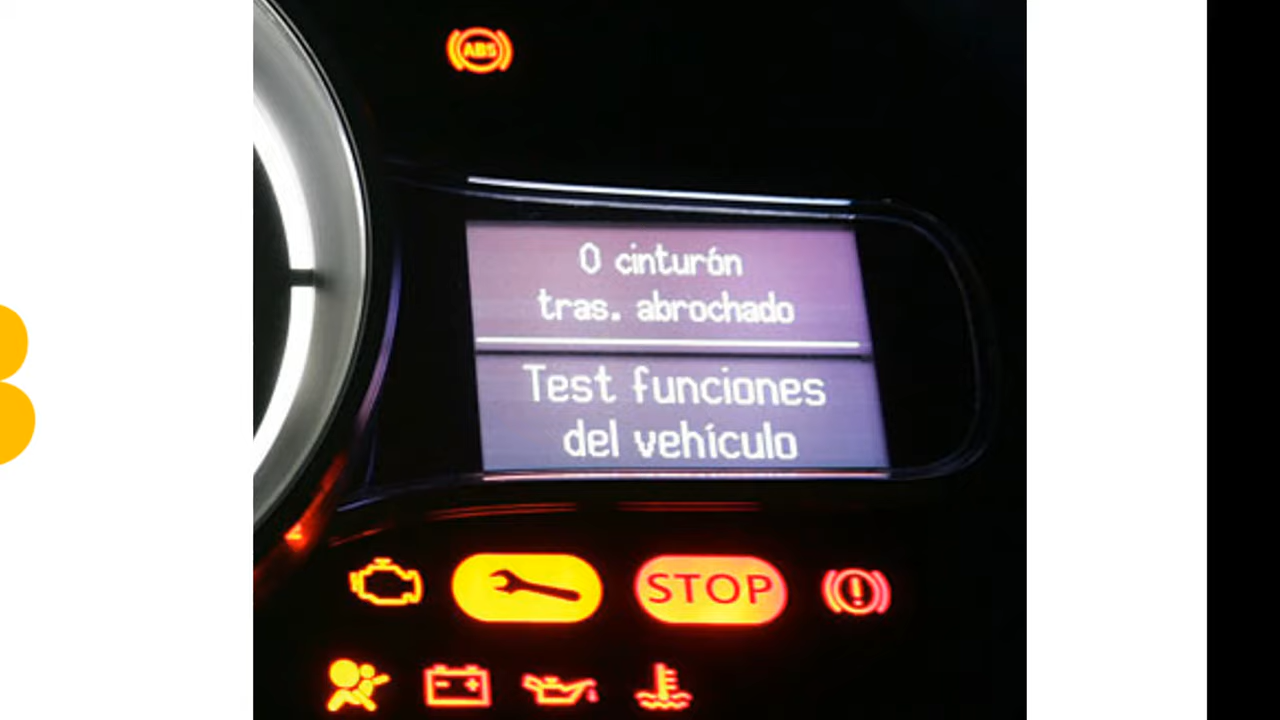 ABS
0 cinturón
tras. abrochado
Test funciones
del vehículo
STOP